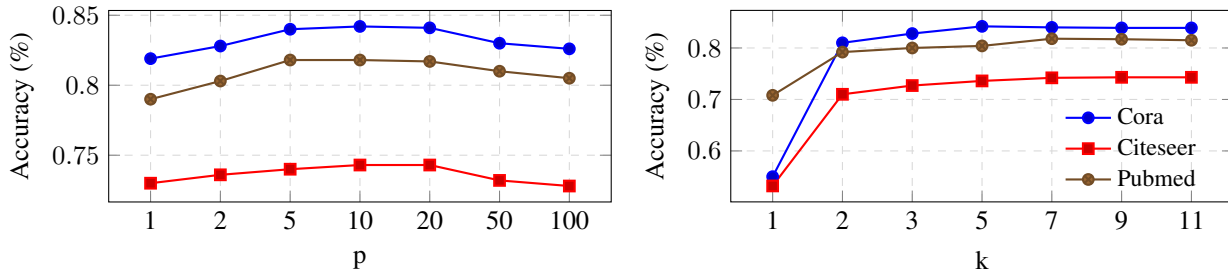 0.85
0.8
0.75
Accuracy (%)
1 2 5 10 20 50 100
p
0.8
0.7
0.6
Accuracy (%)
Cora
Citeseer
Pubmed
1 2 3 5 7 9 11
k